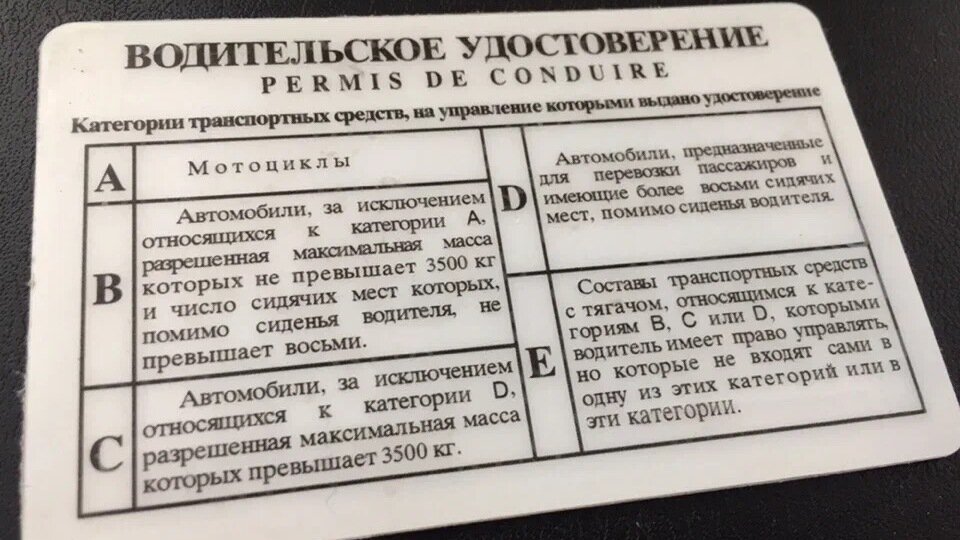 ВОДИТЕЛЬСКОЕ УДОСТОВЕРЕНИЕ
PERMIS DE CONDUIRE
Категории транспортных средств, на управление которыми выдано удостоверение
A
Мотоциклы
B
Автомобили, за исключением
относящихся к категории A,
разрешенная максимальная масса
которых не превышает 3500 кг
и число сидячих мест которых,
помимо сиденья водителя, не
превышает восьми.
C
Автомобили, за исключением
относящихся к категории D,
разрешенная максимальная масса
которых превышает 3500 кг.
D
Автомобили, предназначенные
для перевозки пассажиров и
имеющие более восьми сидячих
мест, помимо сиденья водителя.
E
Составы транспортных средств
с тягачом, относящимся к кате-
гориям B, C или D, которыми
водитель имеет право управлять,
но которые не входят сами в
одну из этих категорий или в
эти категории.